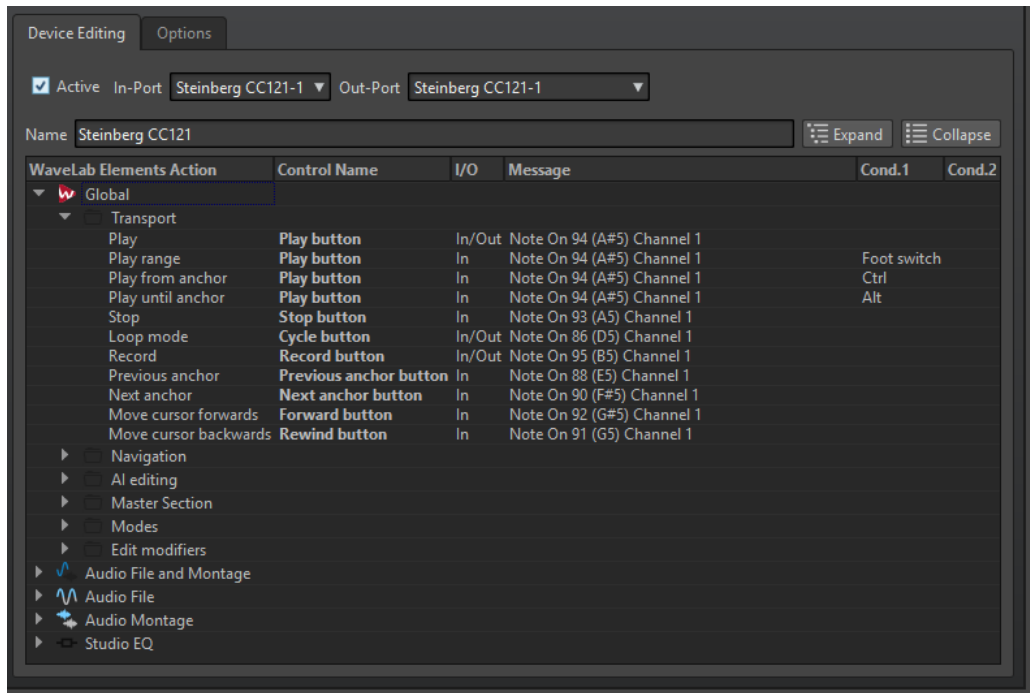 Device Editing Options
Active In-Port Steinberg CC121-1 Out-Port Steinberg CC121-1
Name Steinberg CC121 Expand Collapse
WaveLab Elements Action Control Name I/O Message Cond.1 Cond.2
Global
Transport
Play Play button In/Out Note On 94 (A#5) Channel 1
Play range Play button In Note On 94 (A#5) Channel 1 Foot switch
Play from anchor Play button In Note On 94 (A#5) Channel 1 Ctrl
Play until anchor Play button In Note On 94 (A#5) Channel 1 Alt
Stop Stop button In Note On 93 (A5) Channel 1
Loop mode Cycle button In/Out Note On 86 (D5) Channel 1
Record Record button In/Out Note On 95 (B5) Channel 1
Previous anchor Previous anchor button In Note On 88 (E5) Channel 1
Next anchor Next anchor button In Note On 90 (F#5) Channel 1
Move cursor forwards Forward button In Note On 92 (G#5) Channel 1
Move cursor backwards Rewind button In Note On 91 (G5) Channel 1
Navigation
AI editing
Master Section
Modes
Edit modifiers
Audio File and Montage
Audio File
Audio Montage
Studio EQ